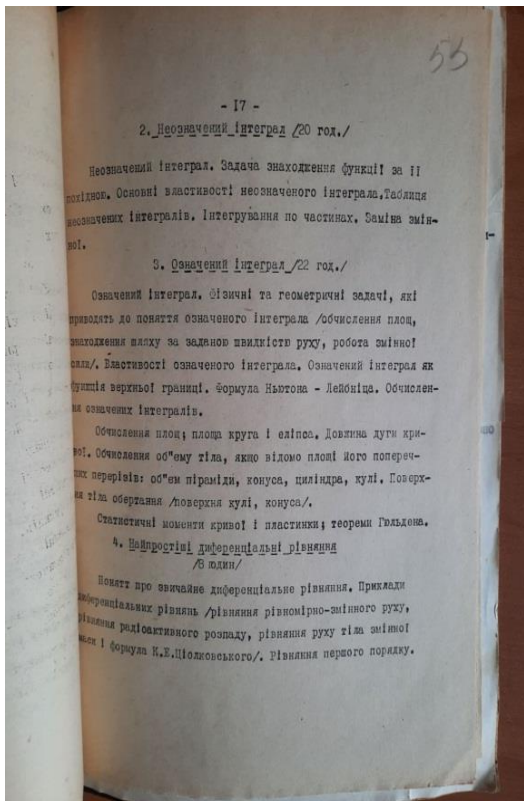 55
- 17 -
2. Неозначений інтеграл /20 год./
Неозначений інтеграл. Задача знаходження функції за її
похідною. Основні властивості неозначеного інтеграла.Таблиця
неозначених інтегралів. Інтегрування по частинах. Заміна змін-
ної.
3. Означений інтеграл /22 год./
Означений інтеграл. Фізичні та геометричні задачі, які
приводять до поняття означеного інтеграла /обчислення площ,
знаходження шляху за заданою швидкістю руху, робота змінної
сили/. Властивості означеного інтеграла. Означений інтеграл як
функція верхньої границі. Формула Ньютона - Лейбніца. Обчислен-
ня означених інтегралів.
Обчислення площ; площа круга і еліпса. Довжина дуги кри-
вої. Обчислення об"ему тіла, якщо відомо площі його попереч-
них перерізів: об"ем піраміди, конуса, циліндра, кулі. Поверх-
ня тіла обертання /поверхня кулі, конуса/.
Статистичні моменти кривої і пластинки; теореми Гюльдена.
4. Найпростіші диференціальні рівняння
/8 годин/
Понятт про звичайне диференціальне рівняння. Приклади
диференціальних рівнянь /рівняння рівномірно-змінного руху,
рівняння радіоактивного розпаду, рівняння руху тіла змінної
маси і формула К.Е.Ціолковського/. Рівняння першого порядку.